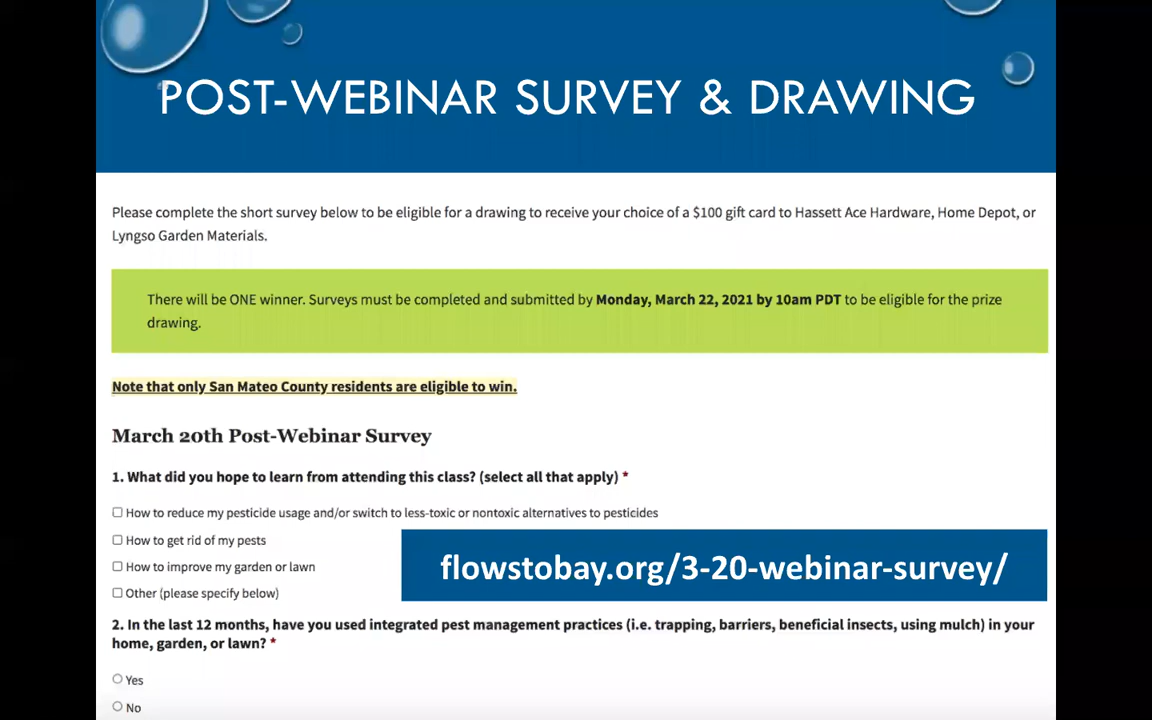 POST-WEBINAR SURVEY & DRAWING
Please complete the short survey below to be eligible for a drawing to receive your choice of a $100 gift card to Hassett Ace Hardware, Home Depot, or
Lyngso Garden Materials.
There will be ONE winner. Surveys must be completed and submitted by Monday, March 22, 2021 by 10am PDT to be eligible for the prize
drawing.
Note that only San Mateo County residents are eligible to win.
March 20th Post-Webinar Survey
1. What did you hope to learn from attending this class? (select all that apply) *
How to reduce my pesticide usage and/or switch to less-toxic or nontoxic alternatives to pesticides
How to get rid of my pests
How to improve my garden or lawn
flowstobay.org/3-20-webinar-survey/
Other (please specify below)
2. In the last 12 months, have you used integrated pest management practices (i.e. trapping, barriers, beneficial insects, using mulch) in your
home, garden, or lawn? *
Yes
No